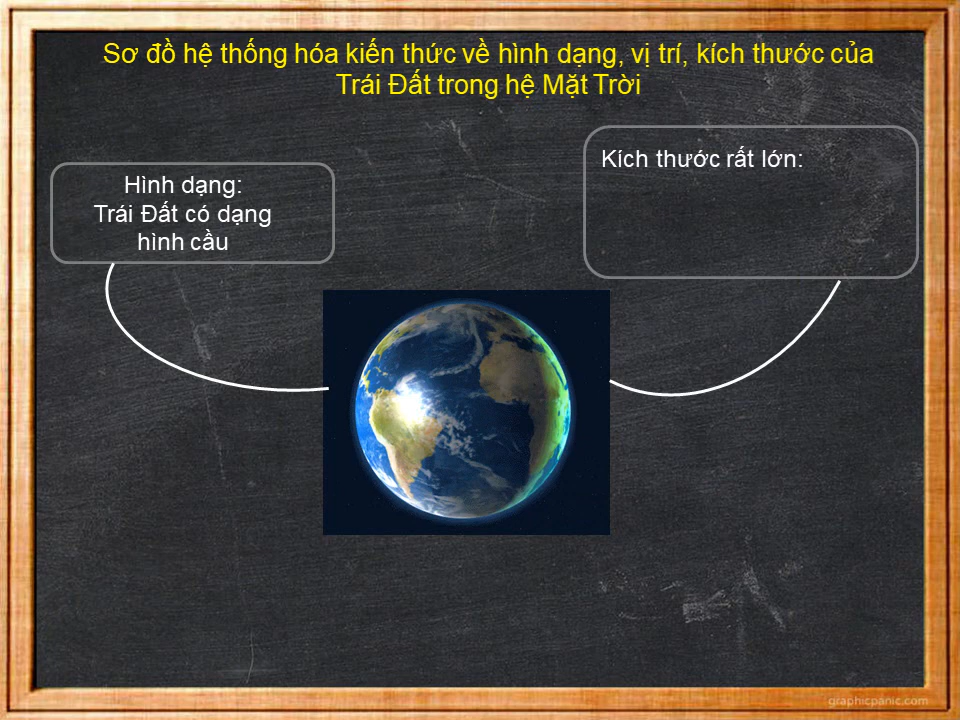 Sơ đồ hệ thống hóa kiến thức về hình dạng, vị trí, kích thước của
Trái Đất trong hệ Mặt Trời
Hình dạng:
Trái Đất có dạng
hình cầu
Kích thước rất lớn:
graphicpanic.com